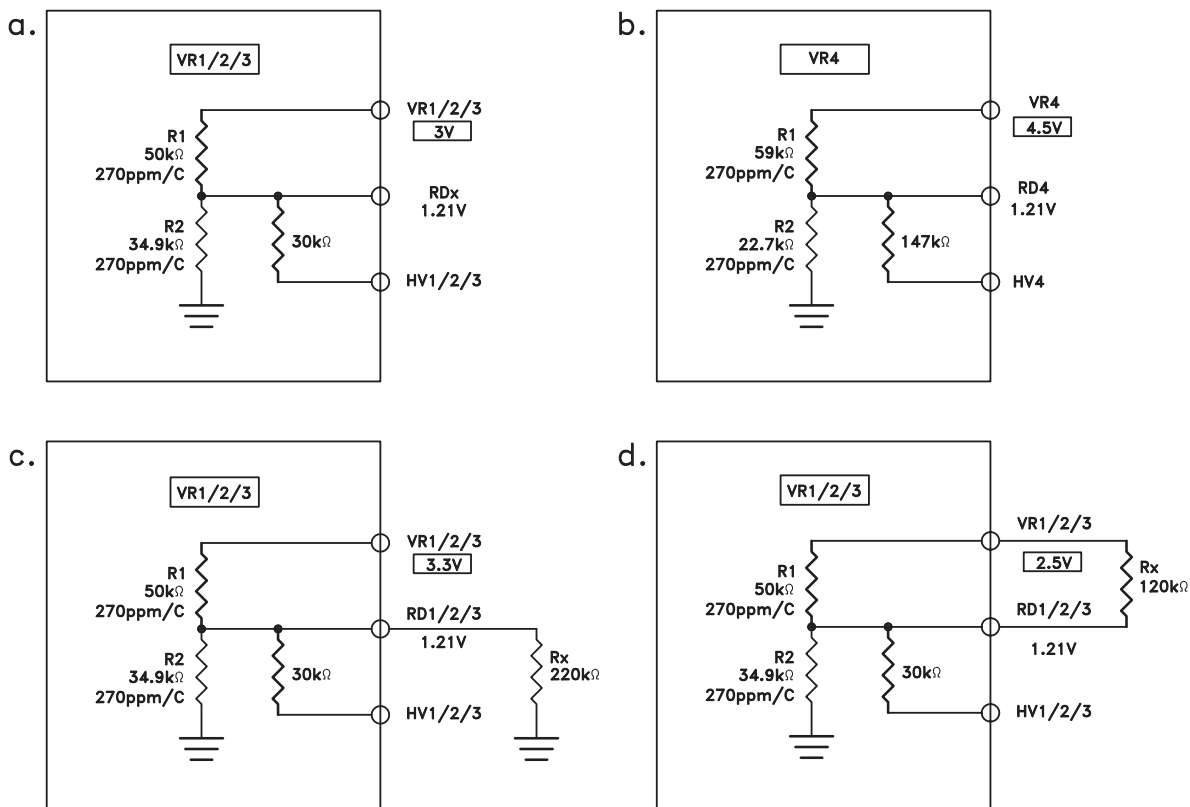 a.
VR1/2/3
VR1/2/3
3V
R1
50kΩ
270ppm/C
RDx
1.21V
R2
34.9kΩ
270ppm/C
30kΩ
HV1/2/3
b.
VR4
VR4
4.5V
R1
59kΩ
270ppm/C
RD4
1.21V
R2
22.7kΩ
270ppm/C
147kΩ
HV4
c.
VR1/2/3
VR1/2/3
3.3V
R1
50kΩ
270ppm/C
RD1/2/3
1.21V
R2
34.9kΩ
270ppm/C
30kΩ
Rx
220kΩ
HV1/2/3
d.
VR1/2/3
VR1/2/3
2.5V
R1
50kΩ
270ppm/C
Rx
120kΩ
RD1/2/3
1.21V
R2
34.9kΩ
270ppm/C
30kΩ
HV1/2/3